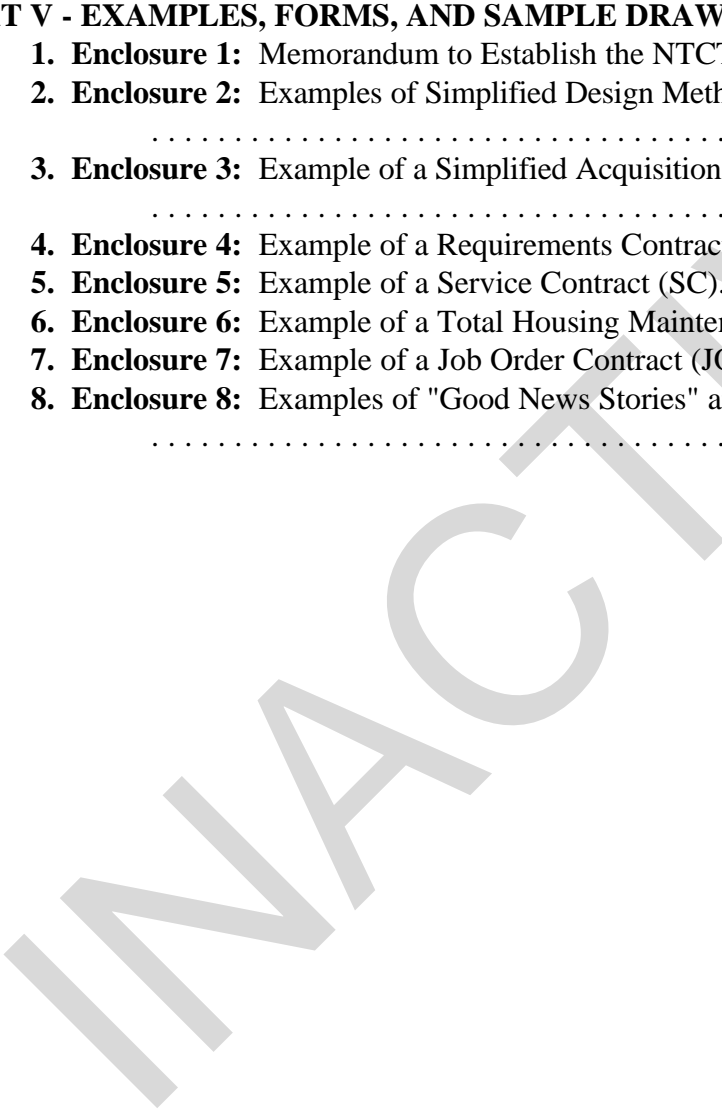 T V - EXAMPLES, FORMS, AND SAMPLE DRAW
1. Enclosure 1: Memorandum to Establish the NTCT
2. Enclosure 2: Examples of Simplified Design Meth
. . . . . . . . . . . . . . . . . . . . . . . . . . . . . . . . . . .
3. Enclosure 3: Example of a Simplified Acquisition
. . . . . . . . . . . . . . . . . . . . . . . . . . . . . . . . . . .
4. Enclosure 4: Example of a Requirements Contrac
5. Enclosure 5: Example of a Service Contract (SC).
6. Enclosure 6: Example of a Total Housing Mainten
7. Enclosure 7: Example of a Job Order Contract (JO
8. Enclosure 8: Examples of "Good News Stories" a
. . . . . . . . . . . . . . . . . . . . . . . . . . . . . . . . . . .
INACTI